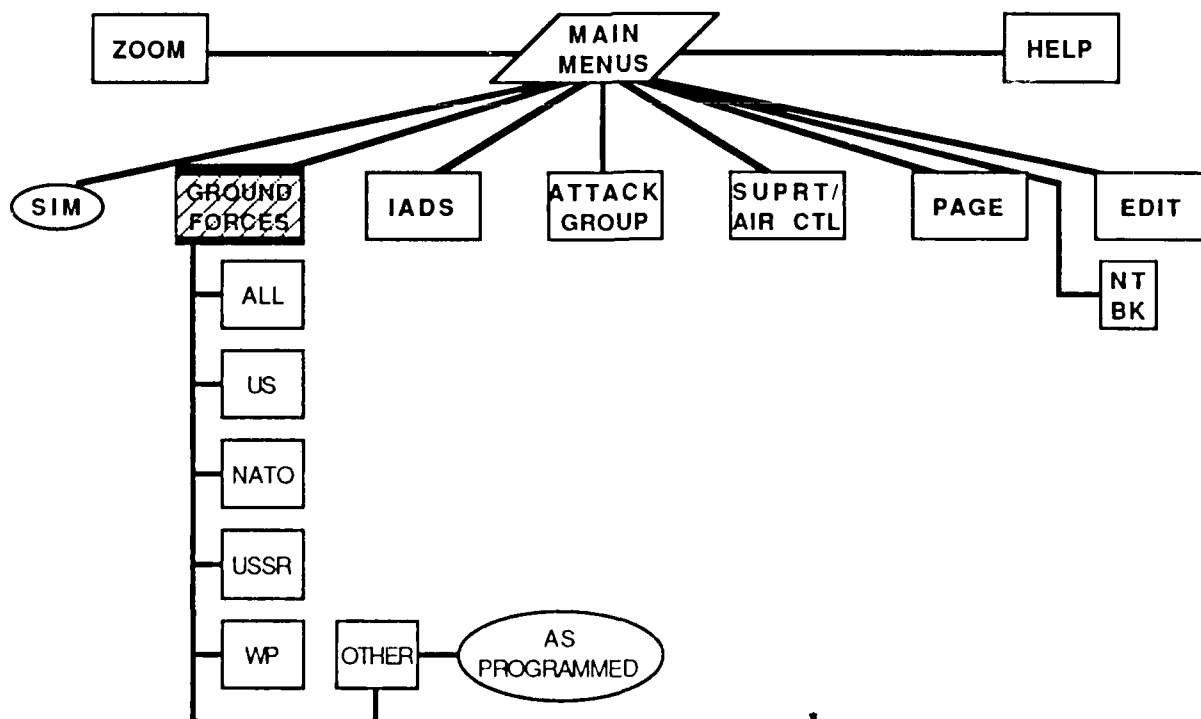 ZOOM
MAIN
MENUS
HELP
SIM
GROUND
FORCES
IADS
ATTACK
GROUP
SUPRT/
AIR CTL
PAGE
EDIT
NT
BK
ALL
US
NATO
USSR
WP
OTHER
AS
PROGRAMMED